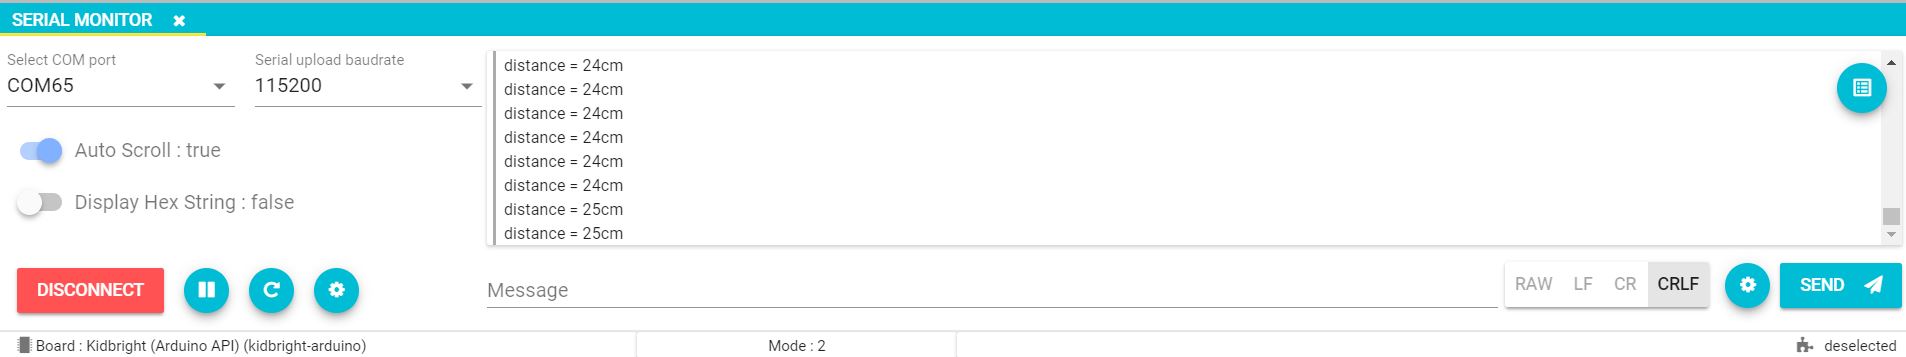 SERIAL MONITOR
Select COM port
COM65
Serial upload baudrate
115200
Auto Scroll : true
Display Hex String : false
DISCONNECT
distance = 24cm
distance = 24cm
distance = 24cm
distance = 24cm
distance = 24cm
distance = 24cm
distance = 25cm
distance = 25cm
Message
RAW LF CR CRLF
SEND
Board : Kidbright (Arduino API) (kidbright-arduino)
Mode : 2
deselected